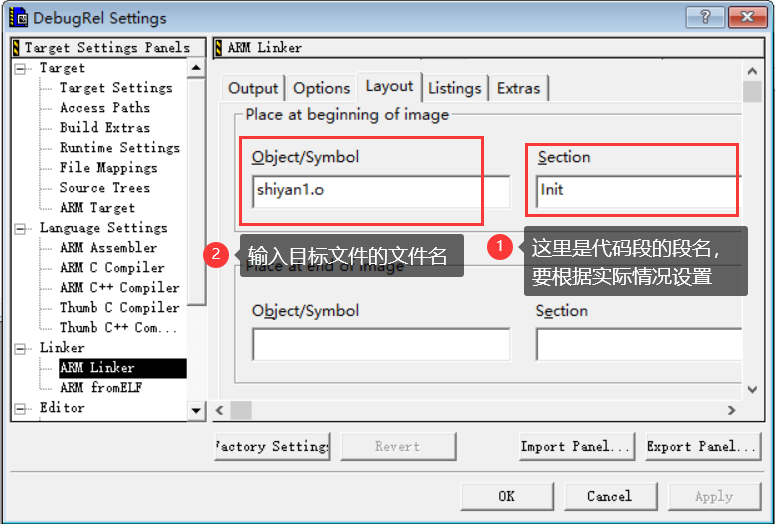 DebugRel Settings
Target Settings Panels
Target
Target Settings
Access Paths
Build Extras
Runtime Settings
File Mappings
Source Trees
ARM Target
Language Settings
ARM Assembler
ARM C Compiler
ARM C++ Compiler
Thumb C Compiler
Thumb C++ Com...
Linker
ARM Linker
ARM fromELF
Editor
ARM Linker
Output Options Layout Listings Extras
Place at beginning of image
Object/Symbol Section
shiyan1.o Init
2 输入目标文件的文件名
1 这里是代码段的段名,
要根据实际情况设置
Place at end of image
Object/Symbol Section
Factory Settings Revert Import Panel... Export Panel...
OK Cancel Apply